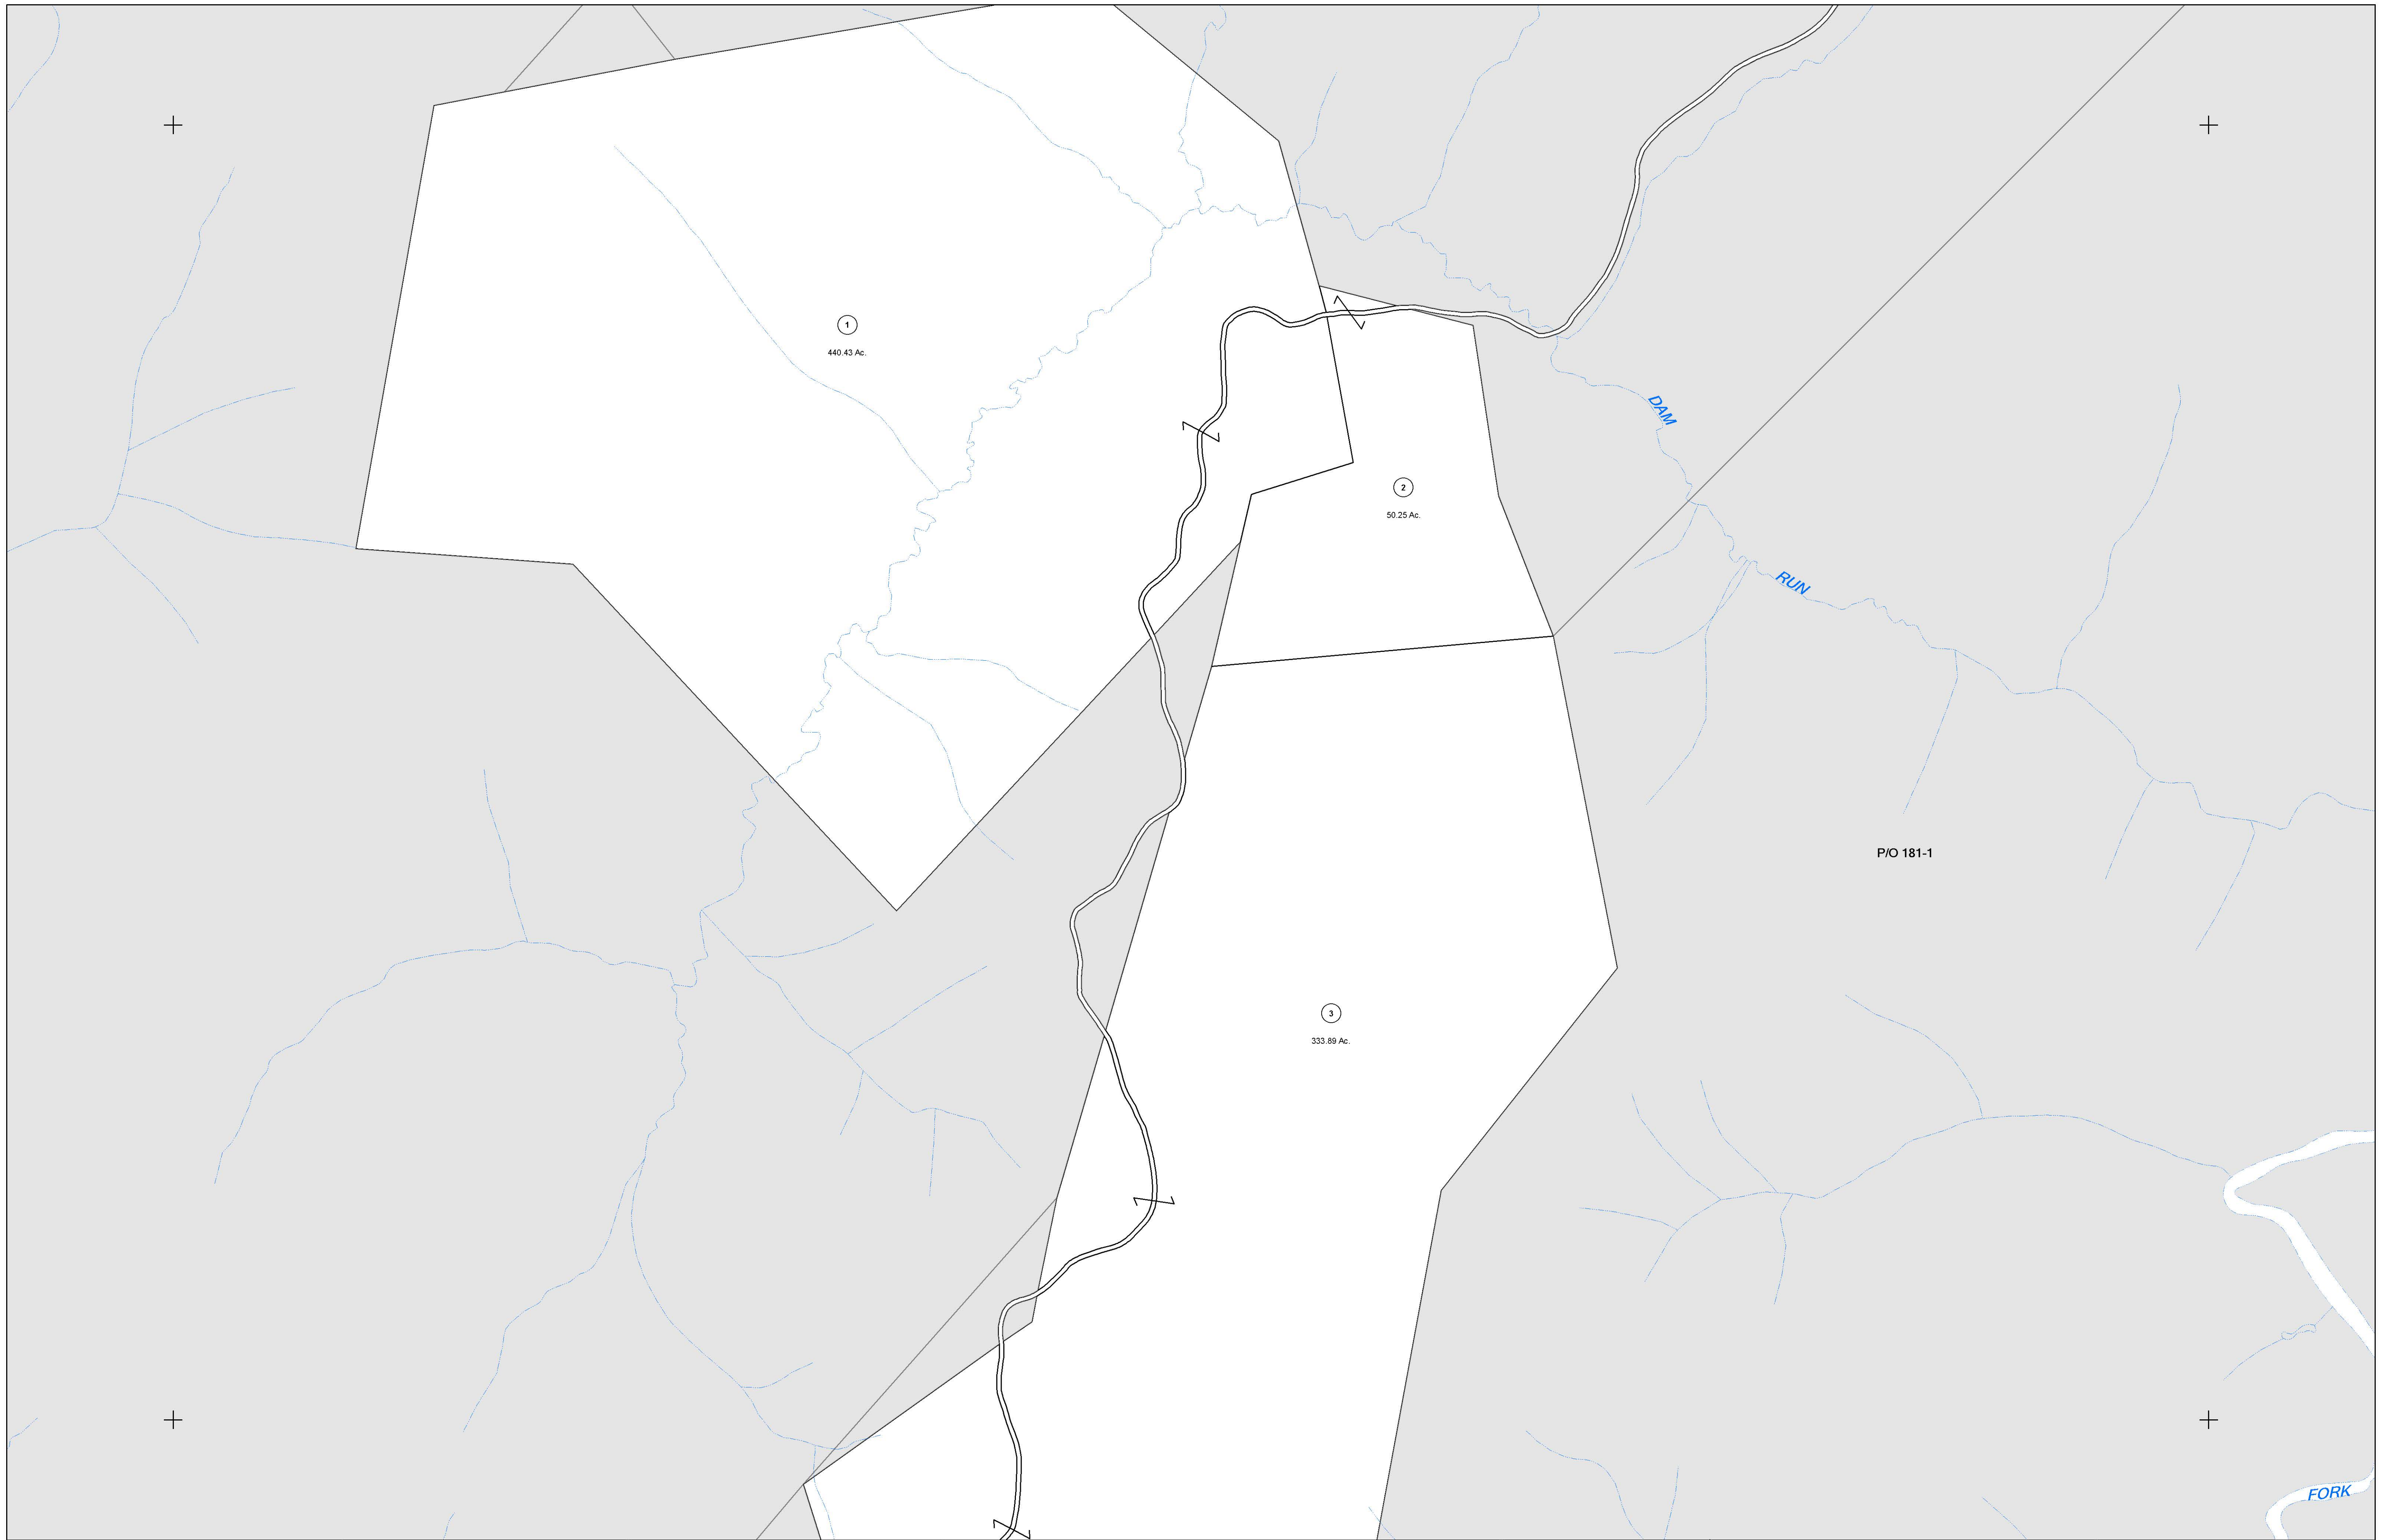 1
440.43 Ac.
DAM
2
50.25 Ac.
RUN
P/O 181-1
3
333.89 Ac.
FORK